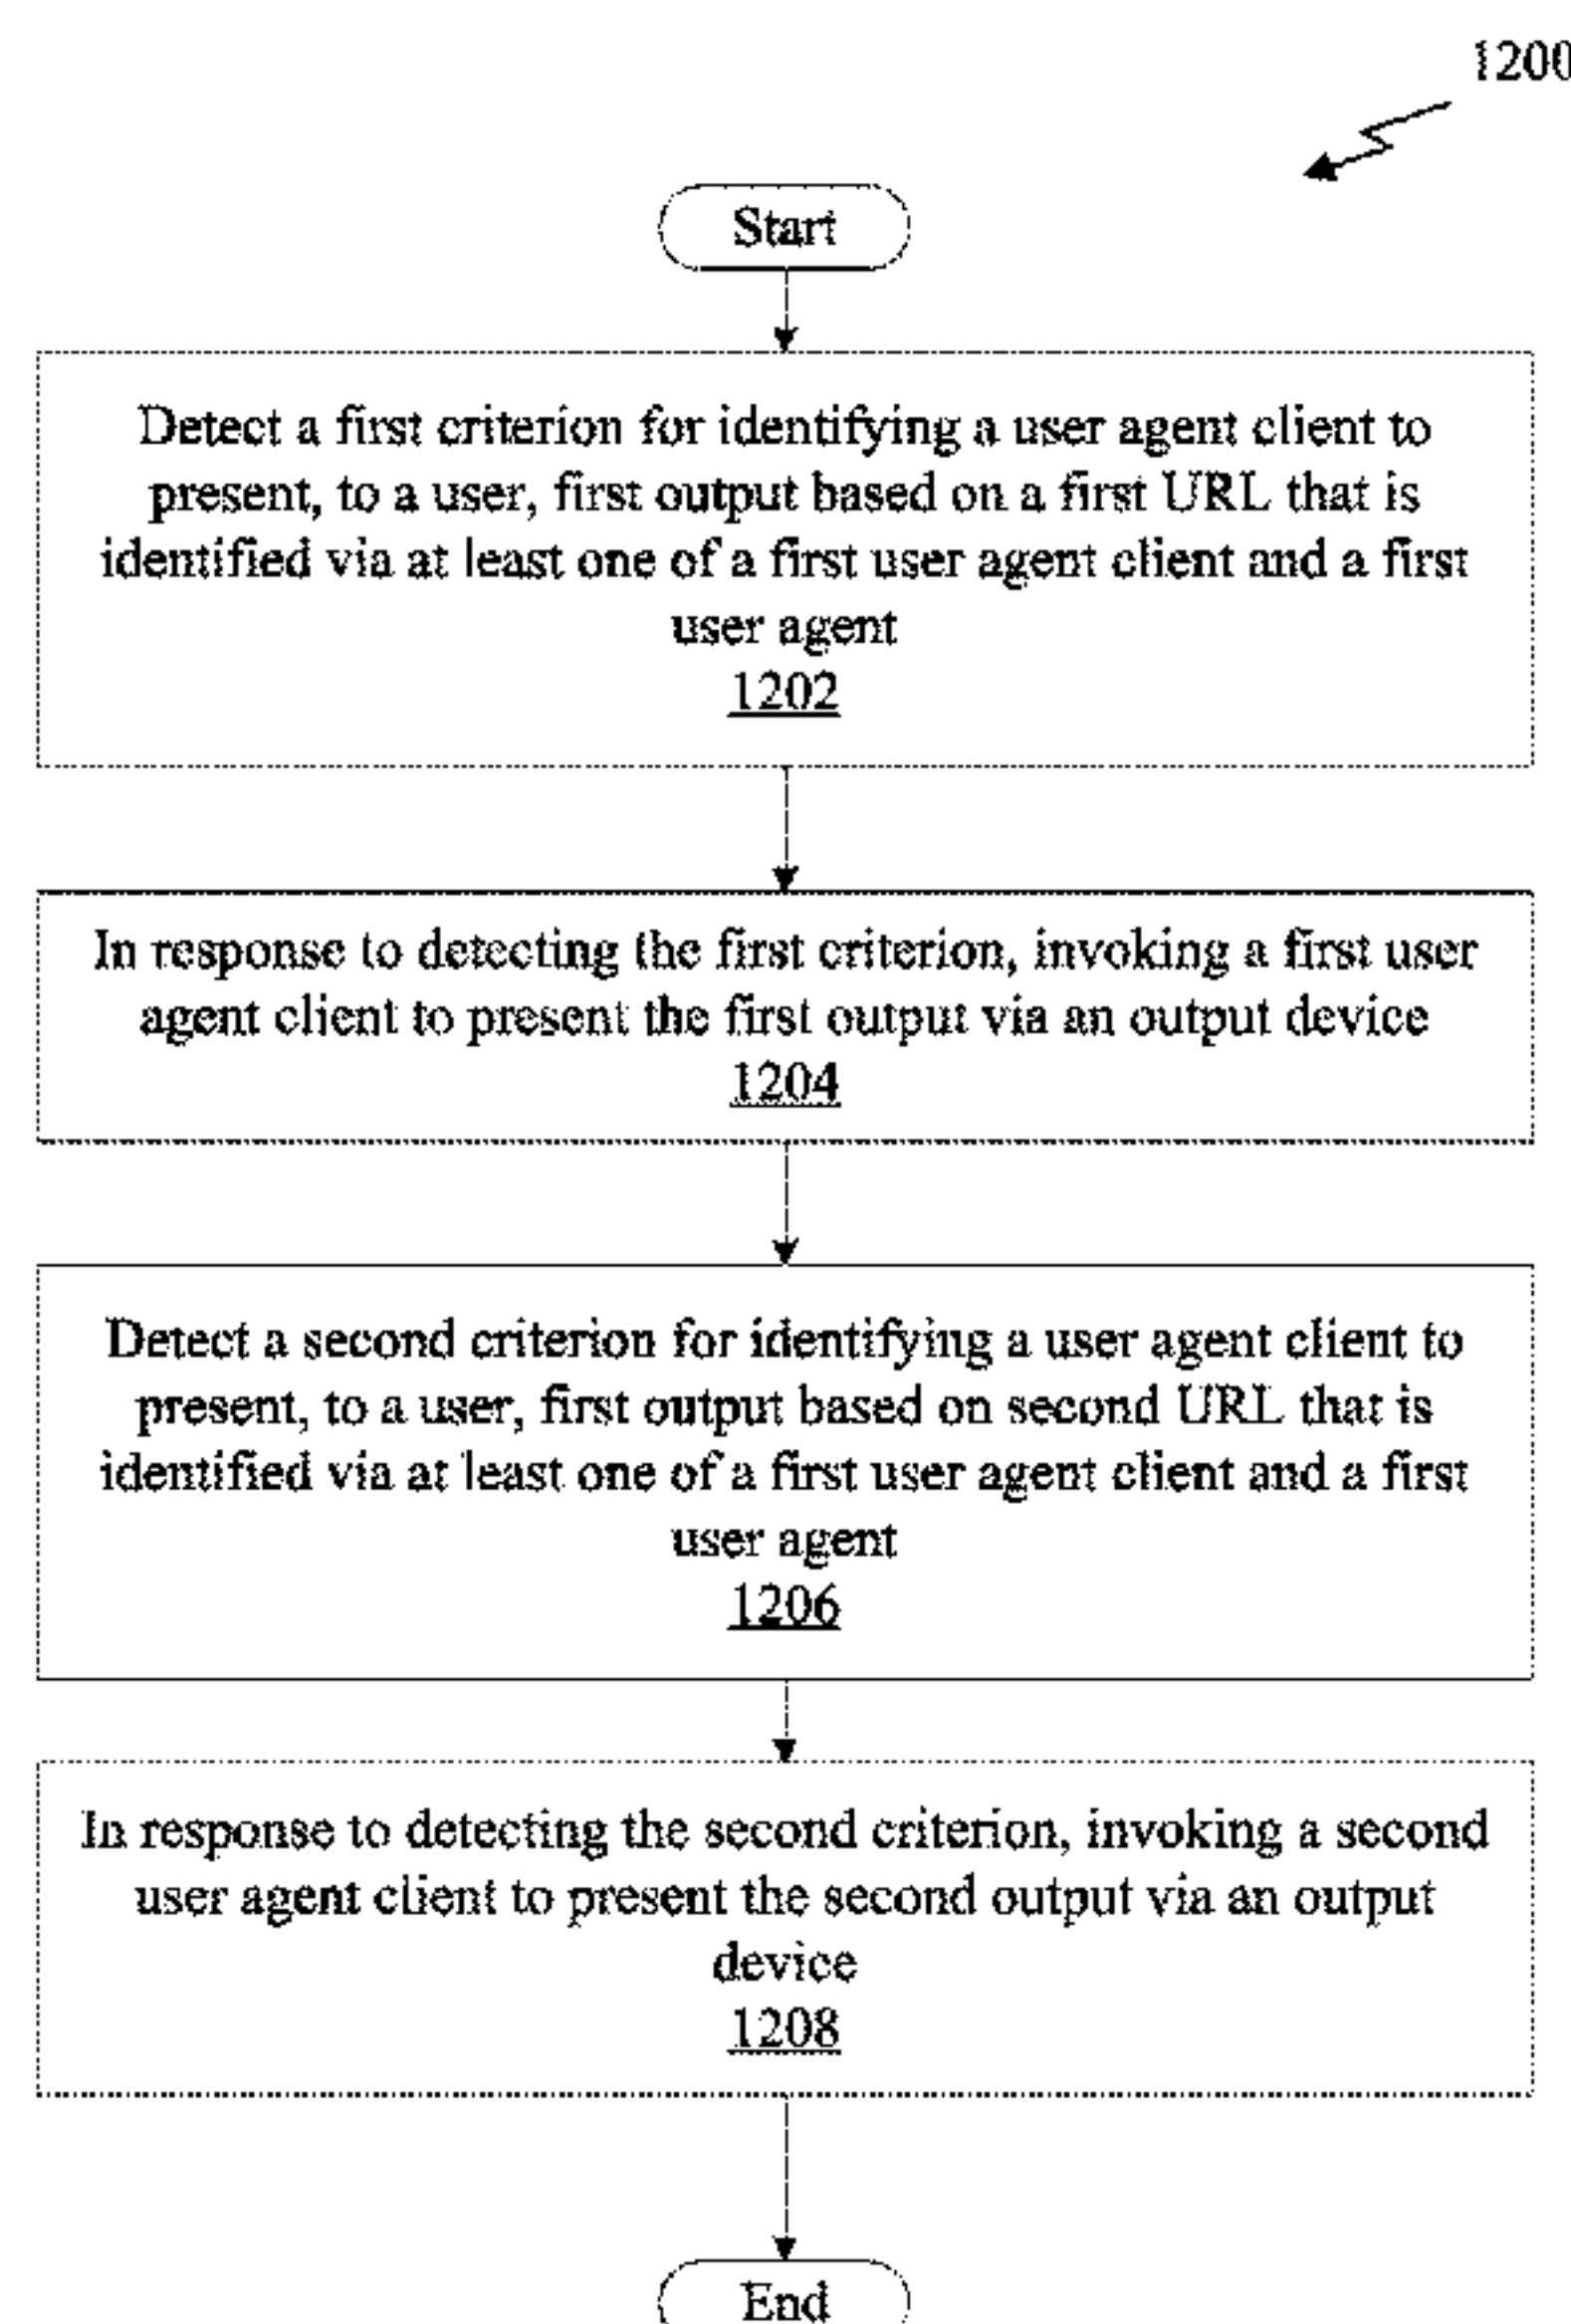 1200
Start
Detect a first criterion for identifying a user agent client to
present, to a user, first output based on a first URL that is
identified via at least one of a first user agent client and a first
user agent
1202
In response to detecting the first criterion, invoking a first user
agent client to present the first output via an output device
1204
Detect a second criterion for identifying a user agent client to
present, to a user, first output based on second URL that is
identified via at least one of a first user agent client and a first
user agent
1206
In response to detecting the second criterion, invoking a second
user agent client to present the second output via an output
device
1208
End